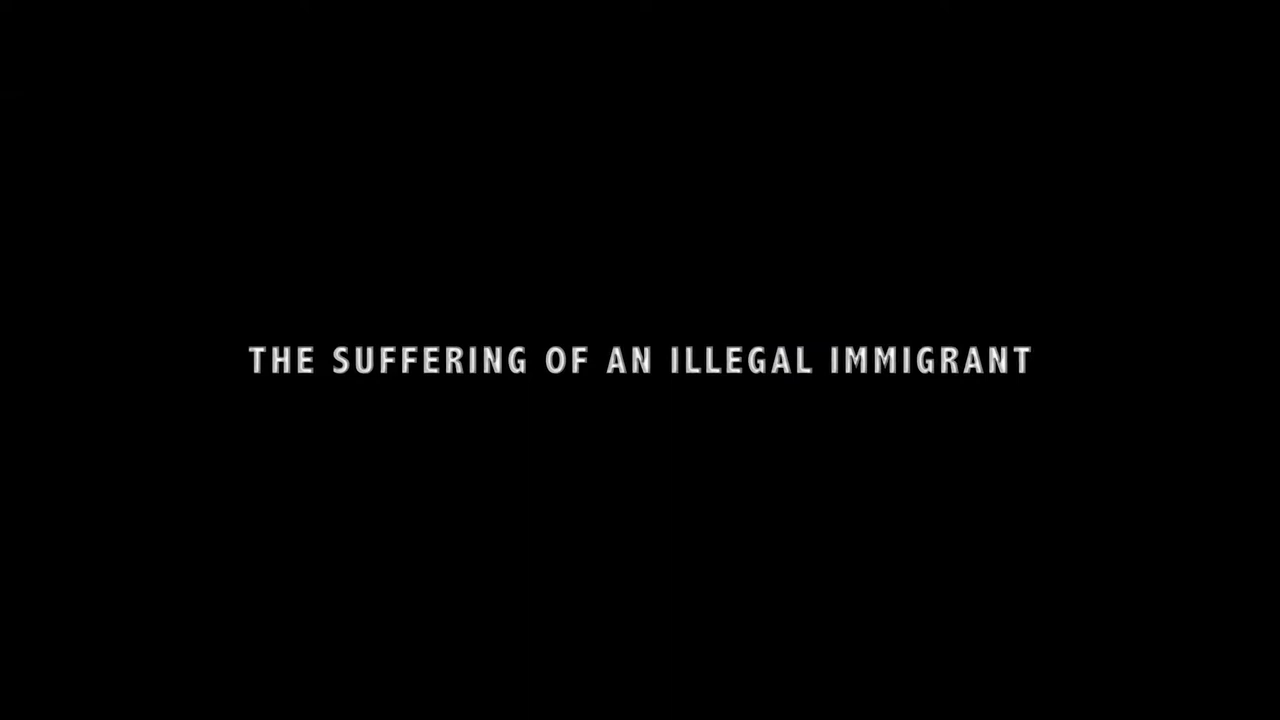 THE SUFFERING OF AN ILLEGAL IMMIGRANT